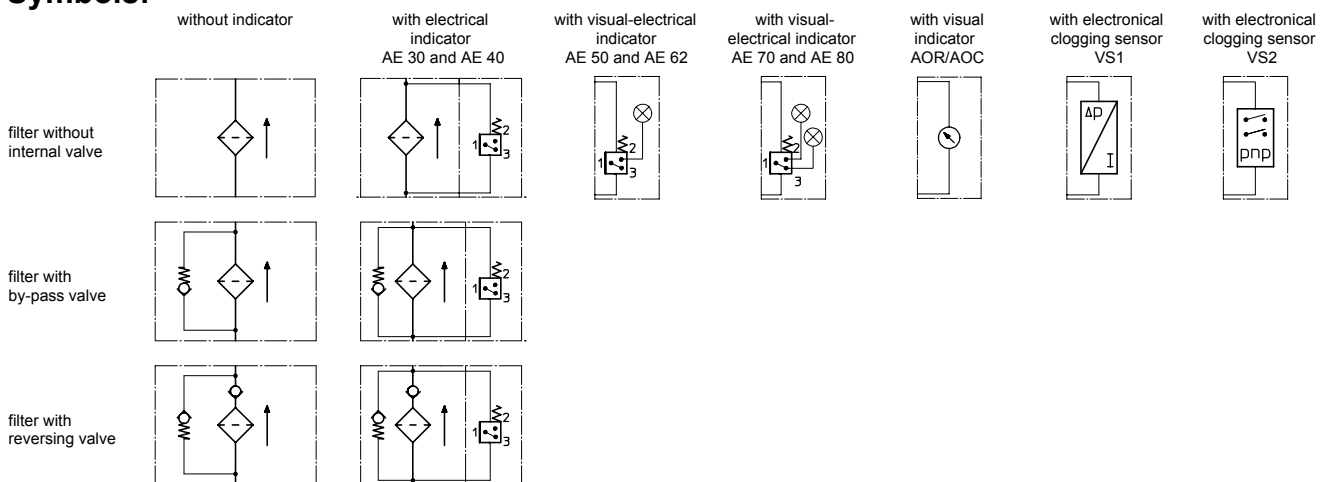 without indicator
with electrical
indicator
AE 30 and AE 40
with visual-electrical
indicator
AE 50 and AE 62
with visual-
electrical indicator
AE 70 and AE 80
with visual
indicator
AOR/AOC
with electronical
clogging sensor
VS1
with electronical
clogging sensor
VS2
filter without
internal valve
1 2 3
1 2 3
1 2 3
Δp
I
pnp
filter with
by-pass valve
1 2 3
filter with
reversing valve
1 2 3